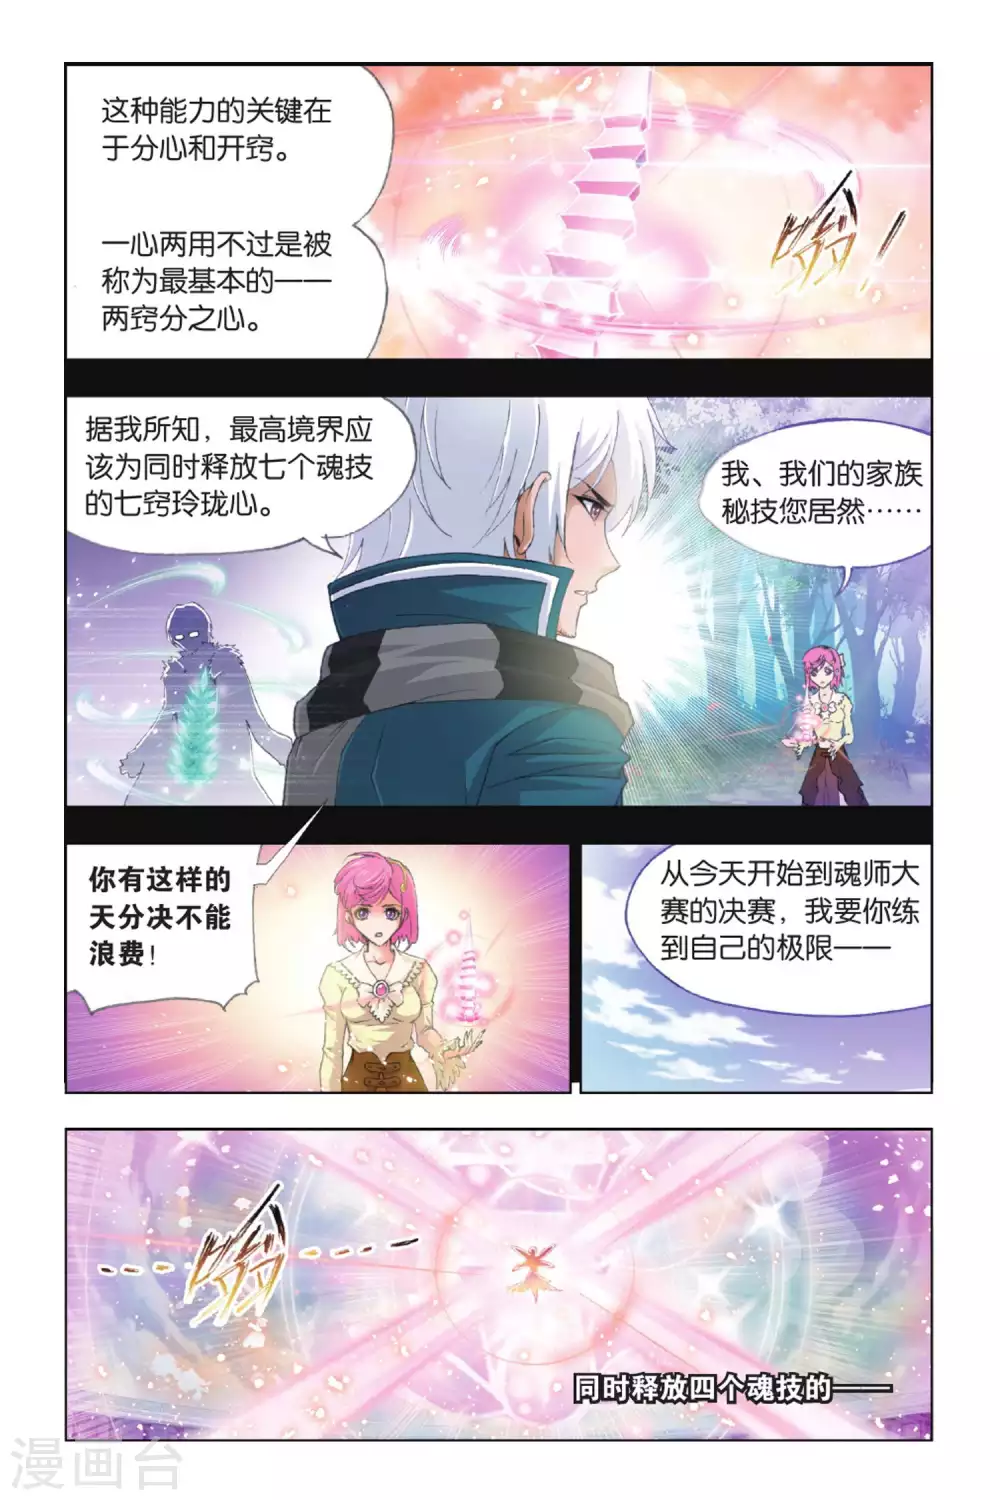 这种能力的关键在
于分心和开窍。
一心两用不过是被
称为最基本的——
两窍分之心。
嗡！
据我所知，最高境界应
该为同时释放七个魂技
的七窍玲珑心。
我、我们的家族
秘技您居然……
你有这样的
天分决不能
浪费！
从今天开始到魂师大
赛的决赛，我要你练
到自己的极限——
嗡
同时释放四个魂技的——
漫画台